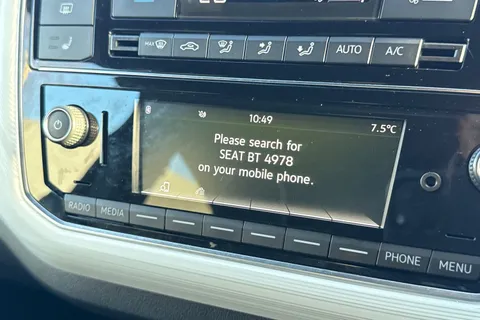 MAX
AUTO
A/C
10:49
7.5°C
Please search for
SEAT BT 4978
on your mobile phone.
RADIO
MEDIA
PHONE
MENU